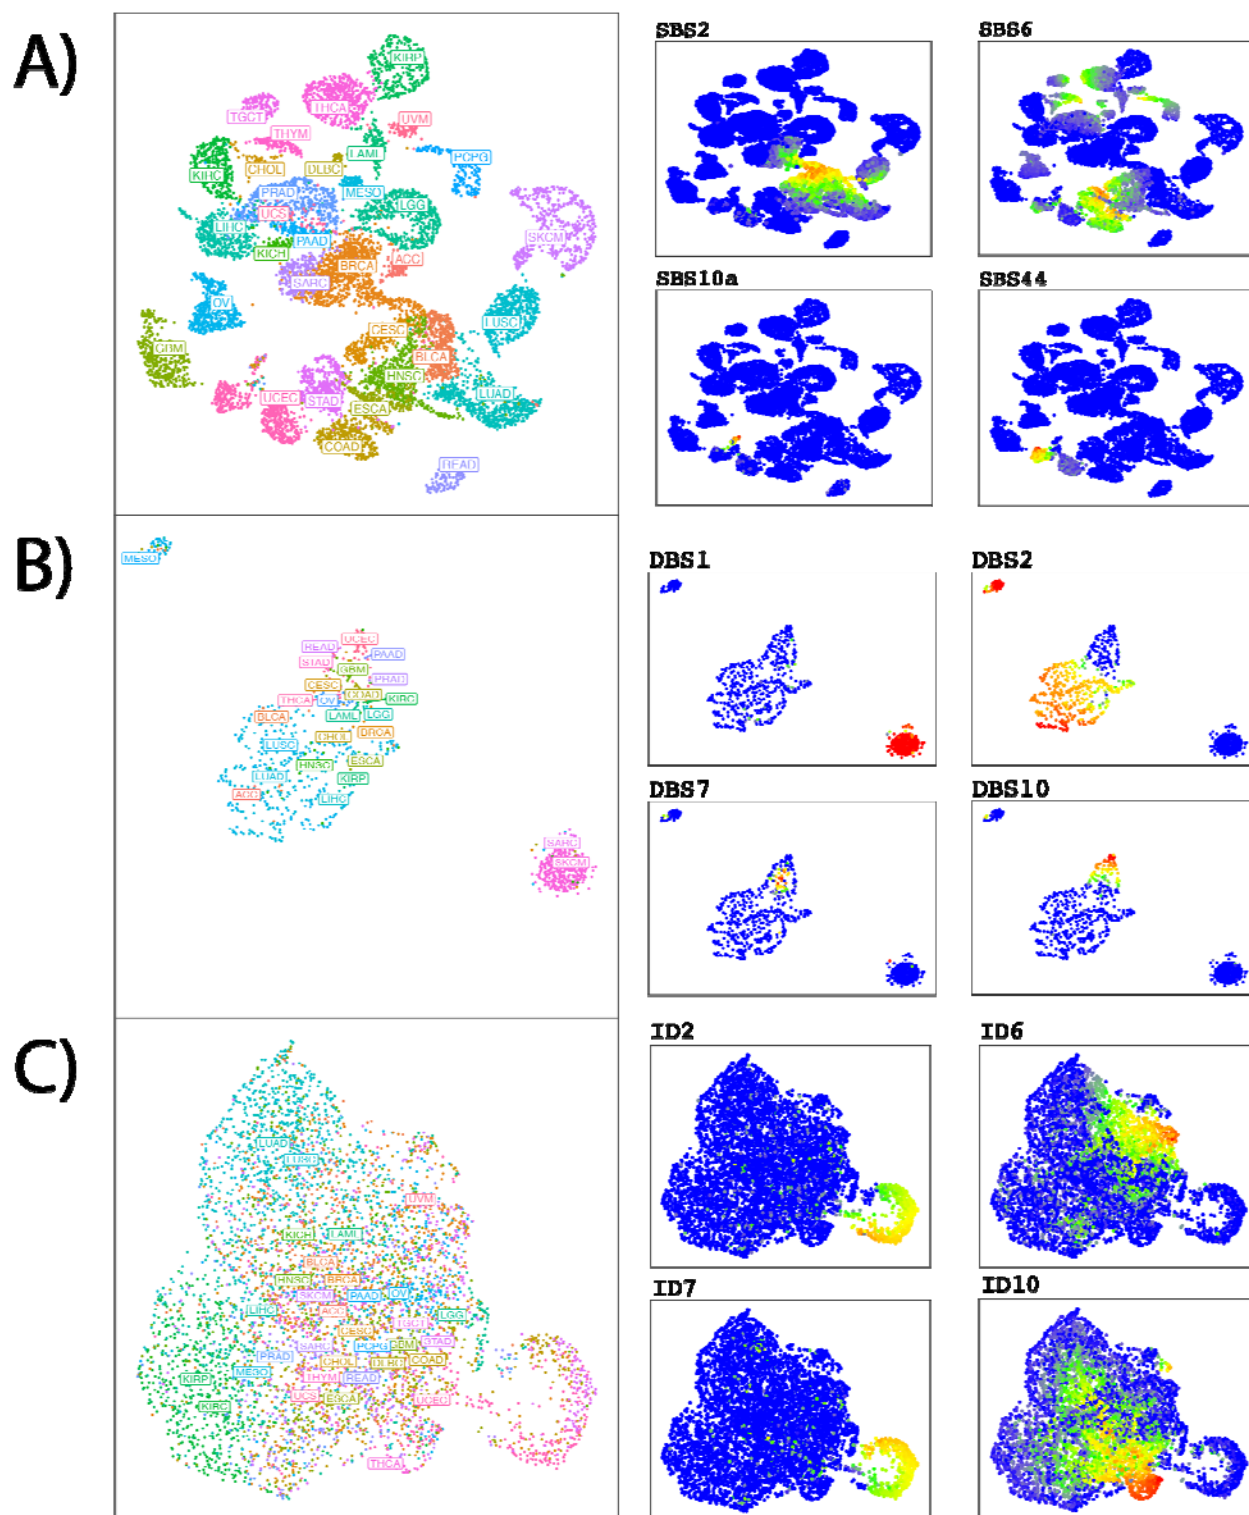 A)
KIRP
THCA
TGCT
UVM
THYM
LAML
PCPG
KIHC
CHOL
DLBC
PRAD
MESO
LGG
UCS
LIHC
PAAD
SKCM
KICH
BRCA
ACC
SARC
OV
CESC
LUSC
GBM
BLCA
HNSC
LUAD
UCEC
STAD
ESCA
COAD
READ
SBS2
SBS6
SBS10a
SBS44
B)
MESO
UCEC
READ
PAAD
STAD
GBM
CESC
PRAD
THCA
OV
COAD
KIRC
BLCA
LAML
LGG
CHOL
BRCA
LUSC
HNSC
ESCA
LUAD
KIRP
ACC
LIHC
SARC
SKCM
DBS1
DBS2
DBS7
DBS10
C)
LUAD
LUSC
UVM
KICH
LAML
BLCA
HNSC
BRCA
SKCM
PAAD
OV
LIHC
ACC
TGCT
LGG
CESC
SARC
PCPG
GBM
STAD
PRAD
CHOL
DLBC
COAD
MESO
THYM
READ
KIRP
UCS
ESCA
UCEC
KIRC
THCA
ID2
ID6
ID7
ID10